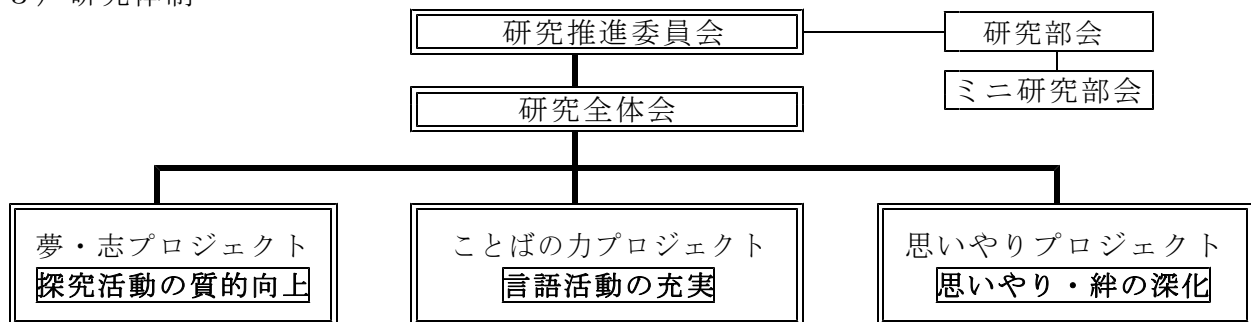 研究推進委員会
研究部会
ミニ研究部会
研究全体会
夢・志プロジェクト
探究活動の質的向上
ことばの力プロジェクト
言語活動の充実
思いやりプロジェクト
思いやり・絆の深化